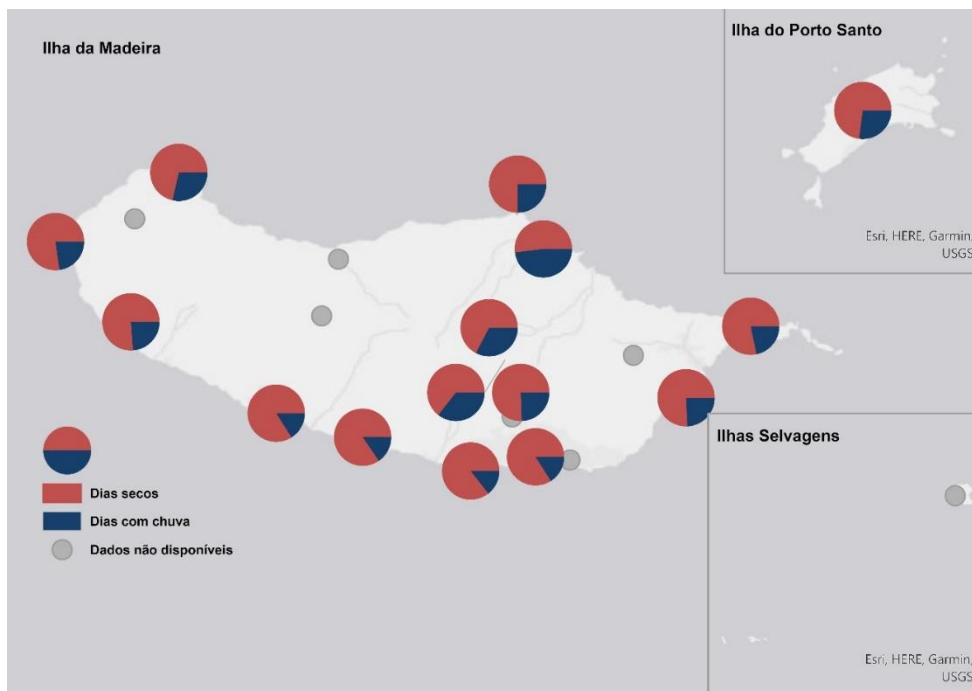 Ilha da Madeira
Ilha do Porto Santo
Esri, HERE, Garmin,
USGS
Dias secos
Dias com chuva
Dados não disponíveis
Ilhas Selvagens
Esri, HERE, Garmin,
USGS